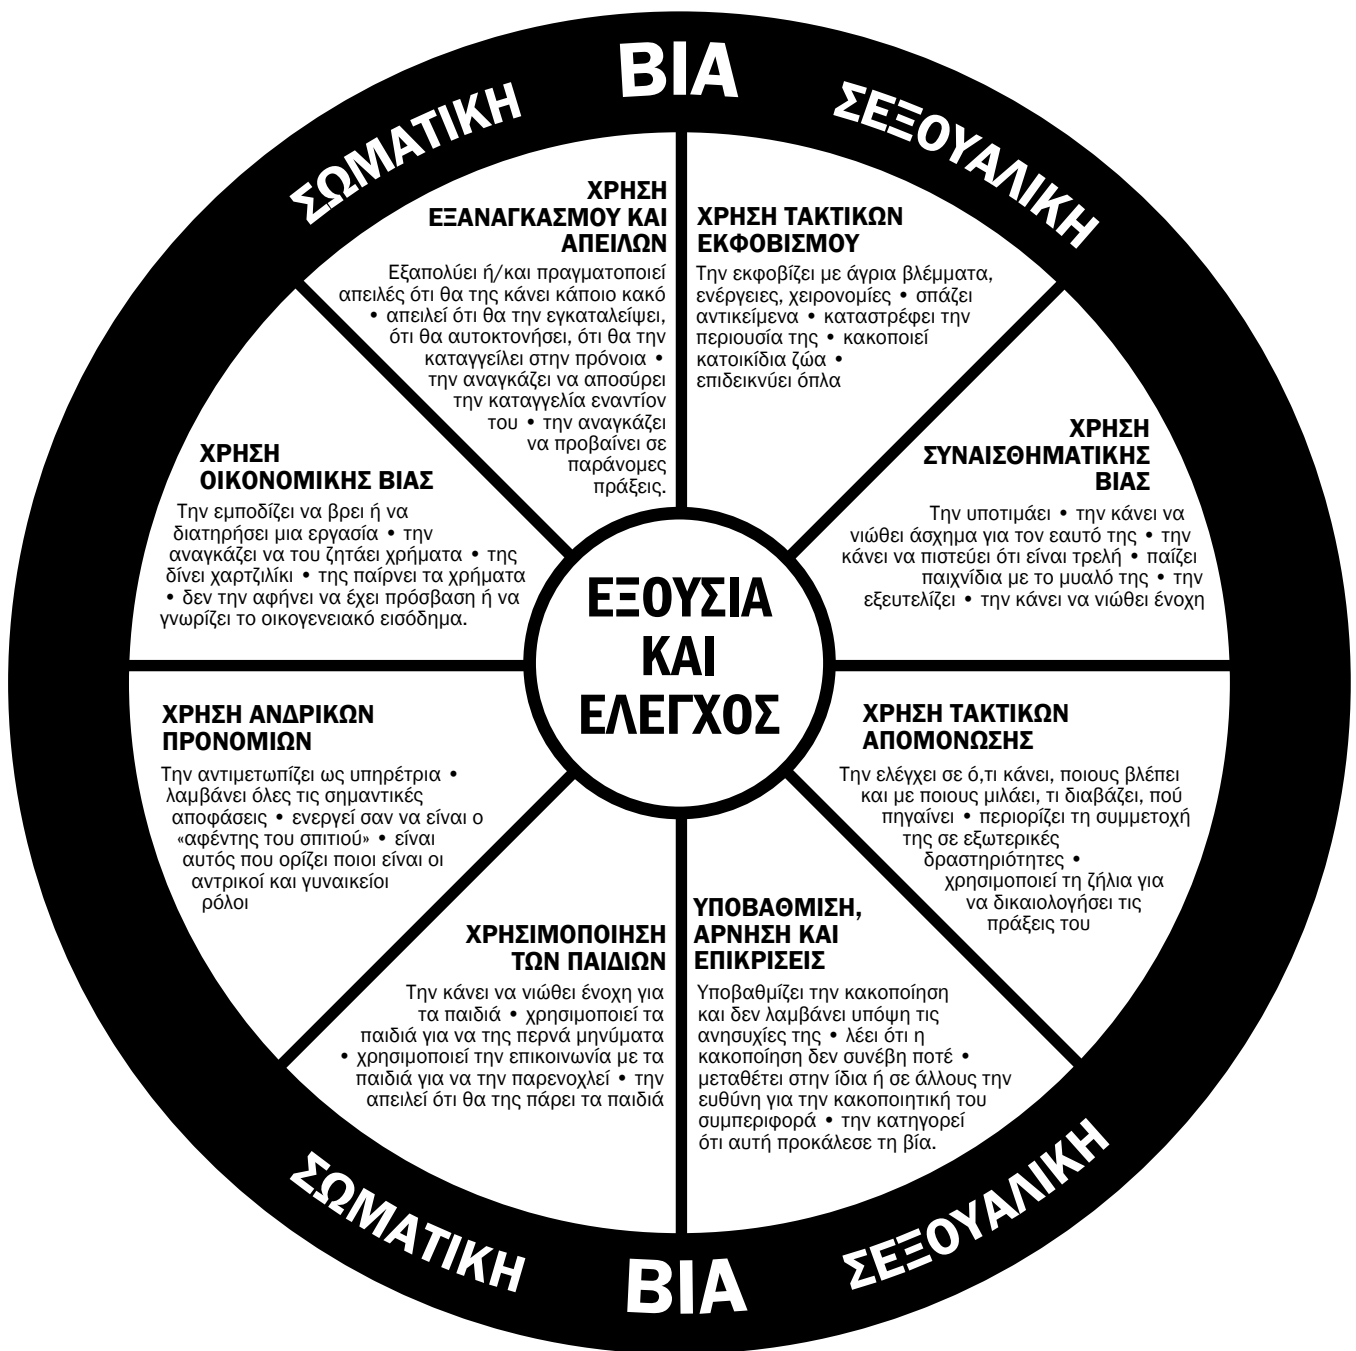 ΣΩΜΑΤΙΚΗ
ΒΙΑ
ΣΕΞΟΥΑΛΙΚΗ
ΧΡΗΣΗ
ΕΞΑΝΑΓΚΑΣΜΟΥ ΚΑΙ
ΑΠΕΙΛΩΝ
Εξαπολύει ή/και πραγματοποιεί
απειλές ότι θα της κάνει κάποιο κακό
• απειλεί ότι θα την εγκαταλείψει,
ότι θα αυτοκτονήσει, ότι θα την
καταγγείλει στην πρόνοια •
την αναγκάζει να αποσύρει
την καταγγελία εναντίον
του • την αναγκάζει
να προβαίνει σε
παράνομες
πράξεις.
ΧΡΗΣΗ ΤΑΚΤΙΚΩΝ
ΕΚΦΟΒΙΣΜΟΥ
Την εκφοβίζει με άγρια βλέμματα,
ενέργειες, χειρονομίες • σπάζει
αντικείμενα • καταστρέφει την
περιουσία της • κακοποιεί
κατοικίδια ζώα •
επιδεικνύει όπλα
ΧΡΗΣΗ
ΣΥΝΑΙΣΘΗΜΑΤΙΚΗΣ
ΒΙΑΣ
Την υποτιμάει • την κάνει να
νιώθει άσχημα για τον εαυτό της • την
κάνει να πιστεύει ότι είναι τρελή • παίζει
παιχνίδια με το μυαλό της • την
εξευτελίζει • την κάνει να νιώθει ένοχη
ΧΡΗΣΗ ΤΑΚΤΙΚΩΝ
ΑΠΟΜΟΝΩΣΗΣ
Την ελέγχει σε ό,τι κάνει, ποιους βλέπει
και με ποιους μιλάει, τι διαβάζει, πού
πηγαίνει • περιορίζει τη συμμετοχή
της σε εξωτερικές
δραστηριότητες •
χρησιμοποιεί τη ζήλια για
να δικαιολογήσει τις
πράξεις του
ΥΠΟΒΑΘΜΙΣΗ,
ΑΡΝΗΣΗ ΚΑΙ
ΕΠΙΚΡΙΣΕΙΣ
Υποβαθμίζει την κακοποίηση
και δεν λαμβάνει υπόψη τις
ανησυχίες της • λέει ότι η
κακοποίηση δεν συνέβη ποτέ •
μεταθέτει στην ίδια ή σε άλλους την
ευθύνη για την κακοποιητική του
συμπεριφορά • την κατηγορεί
ότι αυτή προκάλεσε τη βία.
ΧΡΗΣΙΜΟΠΟΙΗΣΗ
ΤΩΝ ΠΑΙΔΙΩΝ
Την κάνει να νιώθει ένοχη για
τα παιδιά • χρησιμοποιεί τα
παιδιά για να της περνά μηνύματα
• χρησιμοποιεί την επικοινωνία με τα
παιδιά για να την παρενοχλεί • την
απειλεί ότι θα της πάρει τα παιδιά
ΧΡΗΣΗ ΑΝΔΡΙΚΩΝ
ΠΡΟΝΟΜΙΩΝ
Την αντιμετωπίζει ως υπηρέτρια •
λαμβάνει όλες τις σημαντικές
αποφάσεις • ενεργεί σαν να είναι ο
«αφέντης του σπιτιού» • είναι
αυτός που ορίζει ποιοι είναι οι
αντρικοί και γυναικείοι
ρόλοι
ΧΡΗΣΗ
ΟΙΚΟΝΟΜΙΚΗΣ ΒΙΑΣ
Την εμποδίζει να βρει ή να
διατηρήσει μια εργασία • την
αναγκάζει να του ζητάει χρήματα • της
δίνει χαρτζιλίκι • της παίρνει τα χρήματα
• δεν την αφήνει να έχει πρόσβαση ή να
γνωρίζει το οικογενειακό εισόδημα.
ΕΞΟΥΣΙΑ
ΚΑΙ
ΕΛΕΓΧΟΣ
ΣΩΜΑΤΙΚΗ
ΒΙΑ
ΣΕΞΟΥΑΛΙΚΗ